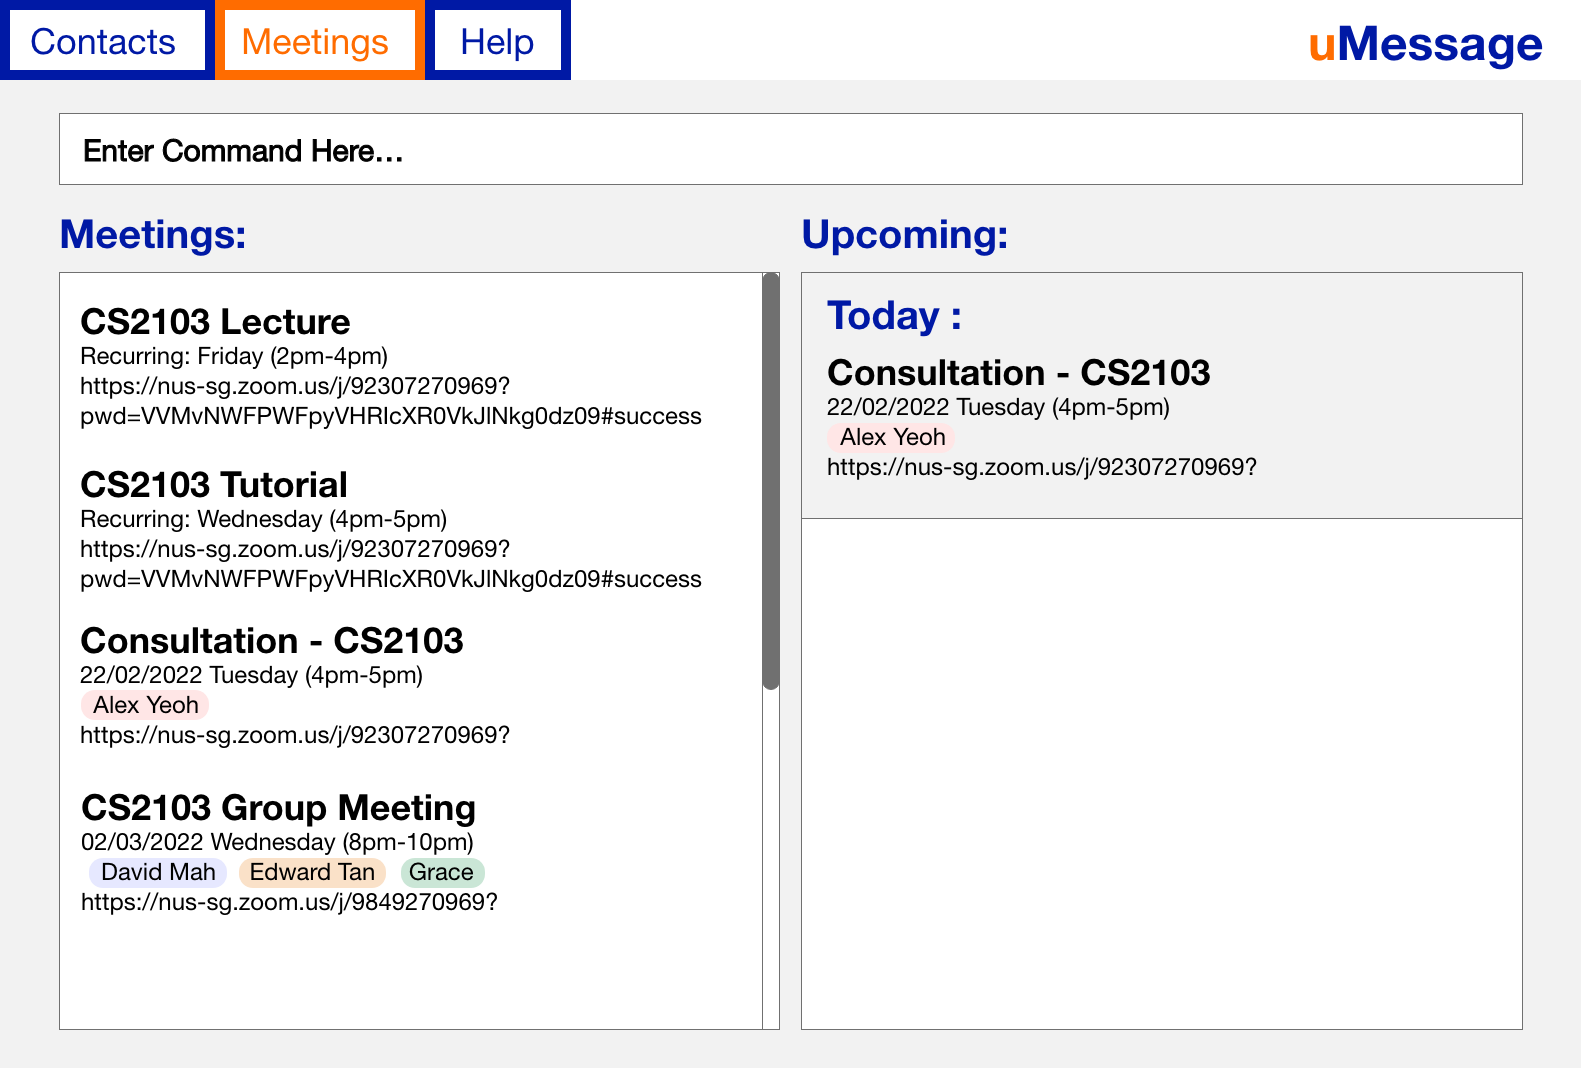 Contacts
Meetings
Help
uMessage
Enter Command Here...
Meetings:
CS2103 Lecture
Recurring: Friday (2pm-4pm)
https://nus-sg.zoom.us/j/92307270969?
pwd=VVMvNWFPWFpyVHRIcXR0VkJlNkg0dz09#success
CS2103 Tutorial
Recurring: Wednesday (4pm-5pm)
https://nus-sg.zoom.us/j/92307270969?
pwd=VVMvNWFPWFpyVHRIcXR0VkJlNkg0dz09#success
Consultation - CS2103
22/02/2022 Tuesday (4pm-5pm)
Alex Yeoh
https://nus-sg.zoom.us/j/92307270969?
CS2103 Group Meeting
02/03/2022 Wednesday (8pm-10pm)
David Mah Edward Tan Grace
https://nus-sg.zoom.us/j/9849270969?
Upcoming:
Today :
Consultation - CS2103
22/02/2022 Tuesday (4pm-5pm)
Alex Yeoh
https://nus-sg.zoom.us/j/92307270969?